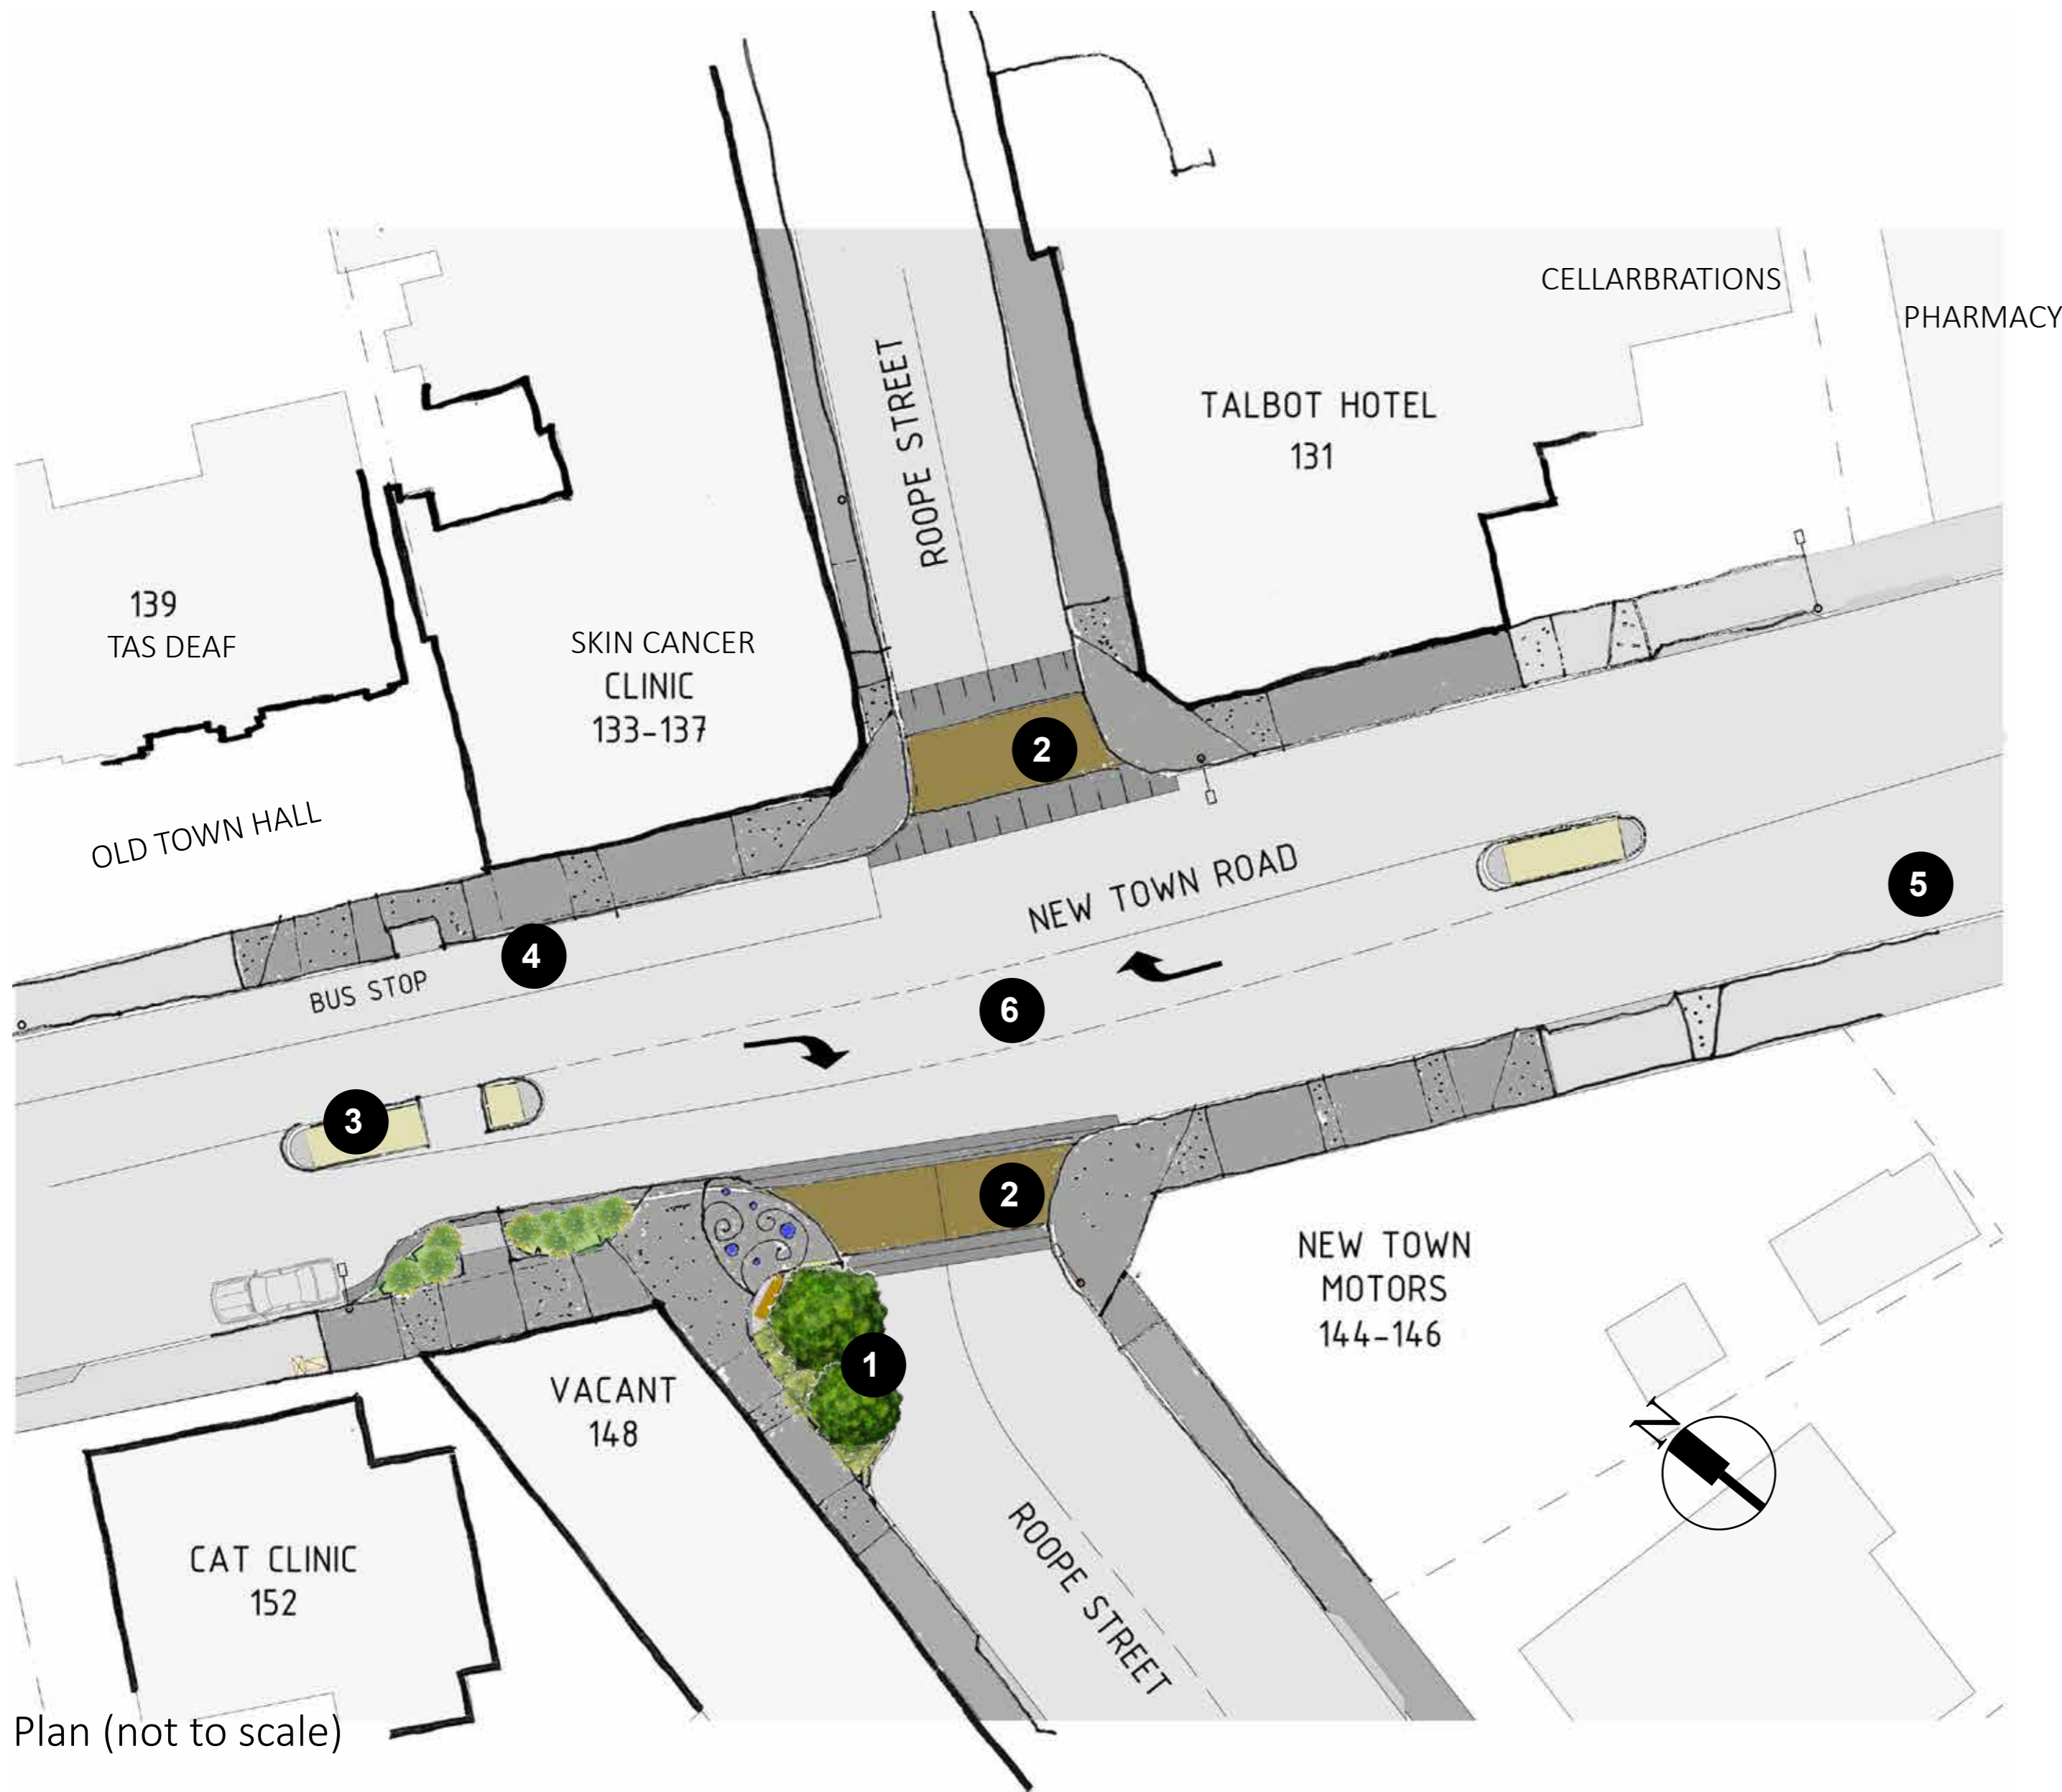 CELLARBRATIONS
PHARMACY
ROOPE STREET
TALBOT HOTEL
131
139
TAS DEAF
SKIN CANCER
CLINIC
133-137
2
OLD TOWN HALL
NEW TOWN ROAD
5
4
BUS STOP
6
3
2
NEW TOWN
MOTORS
144-146
1
VACANT
148
N
CAT CLINIC
152
ROOPE STREET
Plan (not to scale)